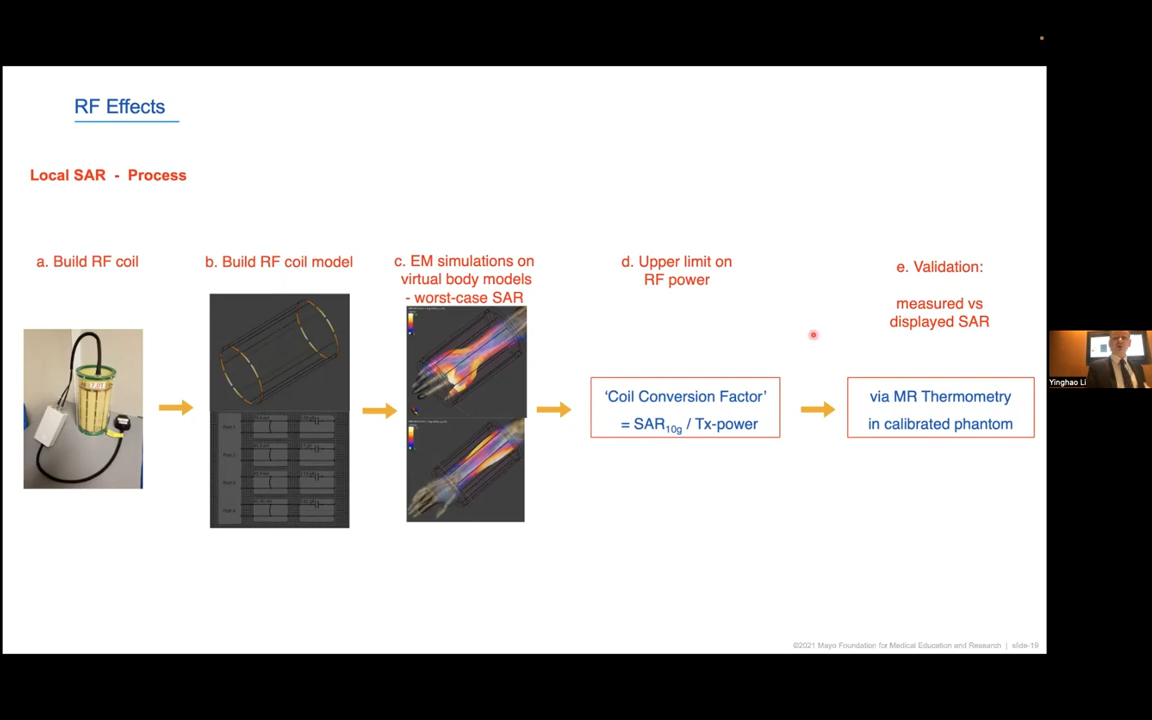 RF Effects
Local SAR - Process
a. Build RF coil
b. Build RF coil model
c. EM simulations on
virtual body models
- worst-case SAR
d. Upper limit on
RF power
e. Validation:
measured vs
displayed SAR
'Coil Conversion Factor'
= SAR10g / Tx-power
via MR Thermometry
in calibrated phantom
Yinghao Li
©2021 Mayo Foundation for Medical Education and Research | slide-19